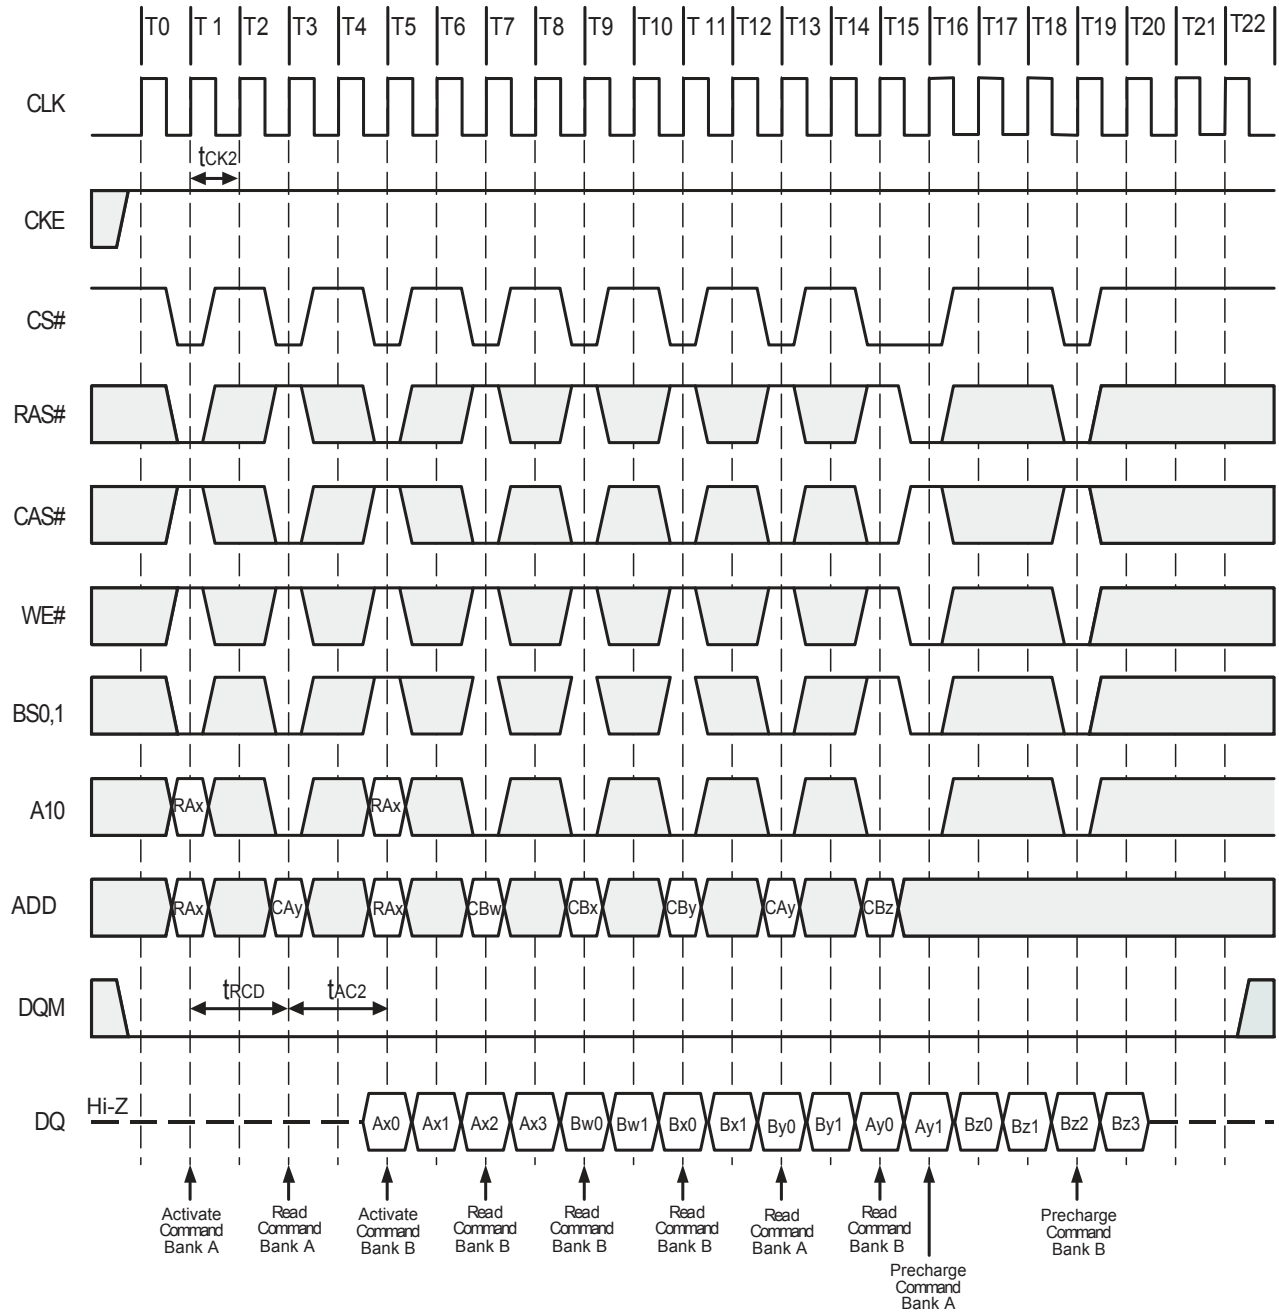 T0 T 1 T2 T3 T4 T5 T6 T7 T8 T9 T10 T 11 T12 T13 T14 T15 T16 T17 T18 T19 T20 T21 T22
CLK
tCK2
CKE
CS#
RAS#
CAS#
WE#
BS0,1
A10
RAx RAx
ADD
RAx CAy RAx CBw CBx CBy CAy CBz
DQM
tRCD tAC2
Hi-Z
DQ
Ax0 Ax1 Ax2 Ax3 Bw0 Bw1 Bx0 Bx1 By0 By1 Ay0 Ay1 Bz0 Bz1 Bz2 Bz3
Activate
Command
Bank A
Read
Command
Bank A
Activate
Command
Bank B
Read
Command
Bank B
Read
Command
Bank B
Read
Command
Bank B
Read
Command
Bank A
Read
Command
Bank B
Precharge
Command
Bank A
Precharge
Command
Bank B